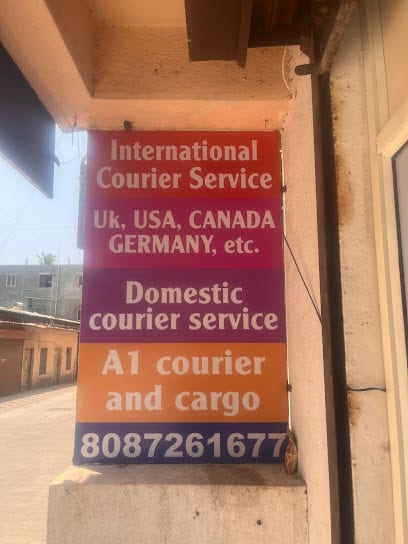 International
Courier Service
Uk, USA, CANADA
GERMANY, etc.
Domestic
courier service
A1 courier
and cargo
8087261677